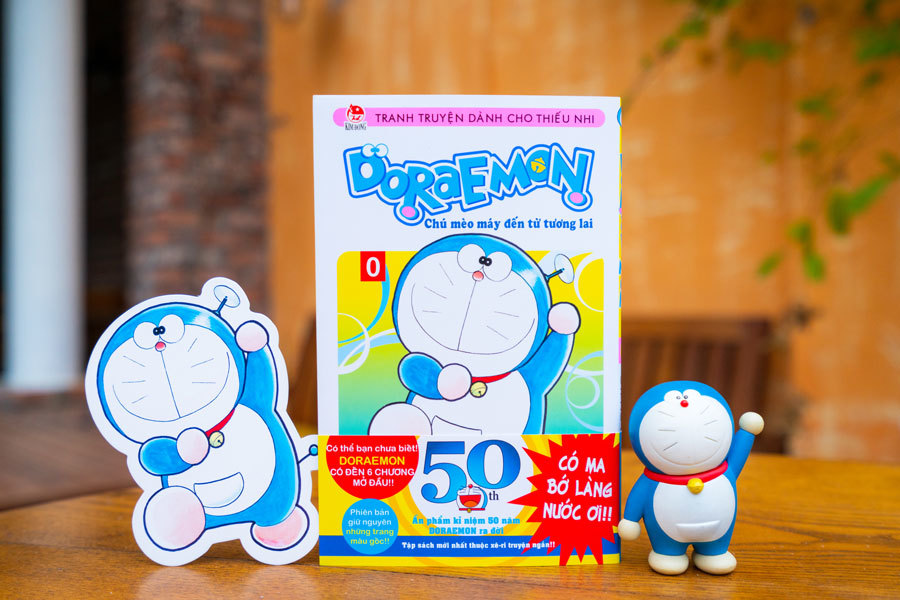 KIM ĐỒNG
TRANH TRUYỆN DÀNH CHO THIẾU NHI
DORAEMON
Chú mèo máy đến từ tương lai
0
Có thể bạn chưa biết!
DORAEMON
CÓ ĐẾN 6 CHƯƠNG
MỞ ĐẦU!!
Phiên bản
giữ nguyên
những trang
màu gốc!!
50th
Ấn phẩm kỉ niệm 50 năm
DORAEMON ra đời!
Tập sách mới nhất thuộc xê-ri truyện ngắn!!
CÓ MA
BỚ LÀNG
NƯỚC ƠI!!